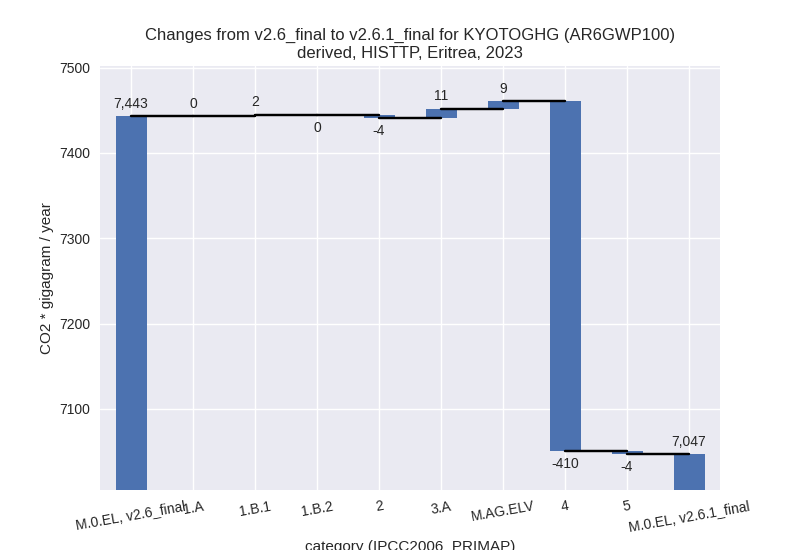 Changes from v2.6_final to v2.6.1_final for KYOTOGHG (AR6GWP100)
derived, HISTTP, Eritrea, 2023
CO2 * gigagram / year
7500
7400
7300
7200
7100
7,443
0
2
0
-4
11
9
-410
-4
7,047
M.0.EL, v2.6_final
1.A
1.B.1
1.B.2
2
3.A
M.AG.ELV
4
5
M.0.EL, v2.6.1_final
category (IPCC2006_PRIMAP)